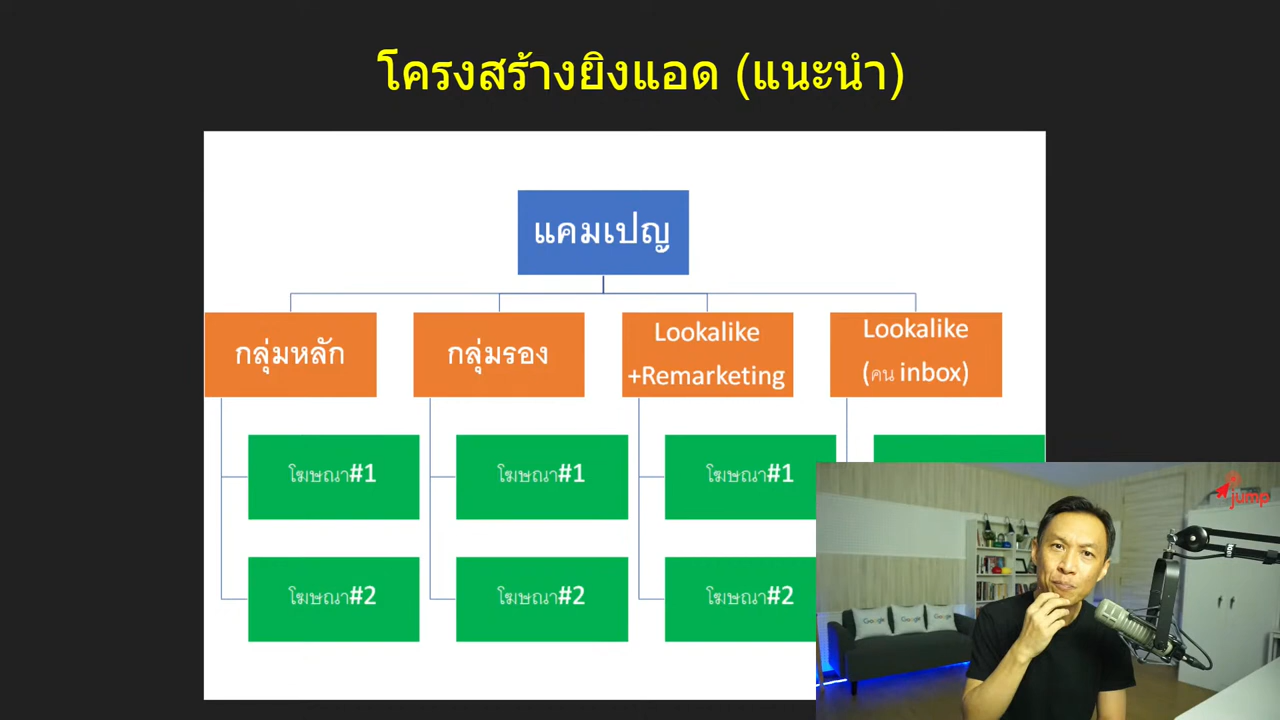 โครงสร้างยิงแอด (แนะนำ)
แคมเปญ
กลุ่มหลัก
กลุ่มรอง
Lookalike
+Remarketing
Lookalike
(คน inbox)
โฆษณา#1
โฆษณา#1
โฆษณา#1
โฆษณา#2
โฆษณา#2
โฆษณา#2
jump
Google
Google
Google